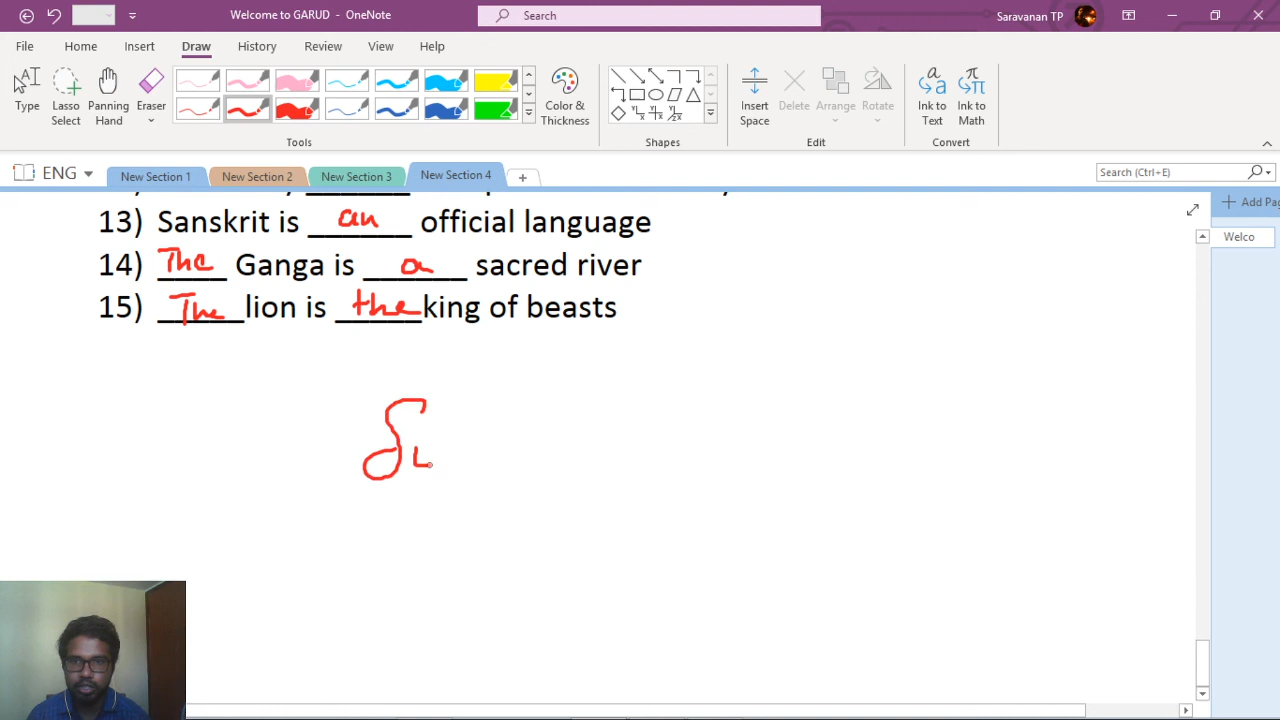 Welcome to GARUD - OneNote
Search
Saravanan TP
File Home Insert Draw View History Review View Help
Type
Lasso Select
Panning Hand
Eraser
Color & Thickness
Insert Space
Delete
Arrange
Rotate
Ink to Text
Ink to Math
Tools
Shapes
Edit
Convert
ENG
New Section 1
New Section 2
New Section 3
New Section 4
Search (Ctrl+E)
Add Pag
Welco
13) Sanskrit is an official language
14) The Ganga is a sacred river
15) The lion is the king of beasts